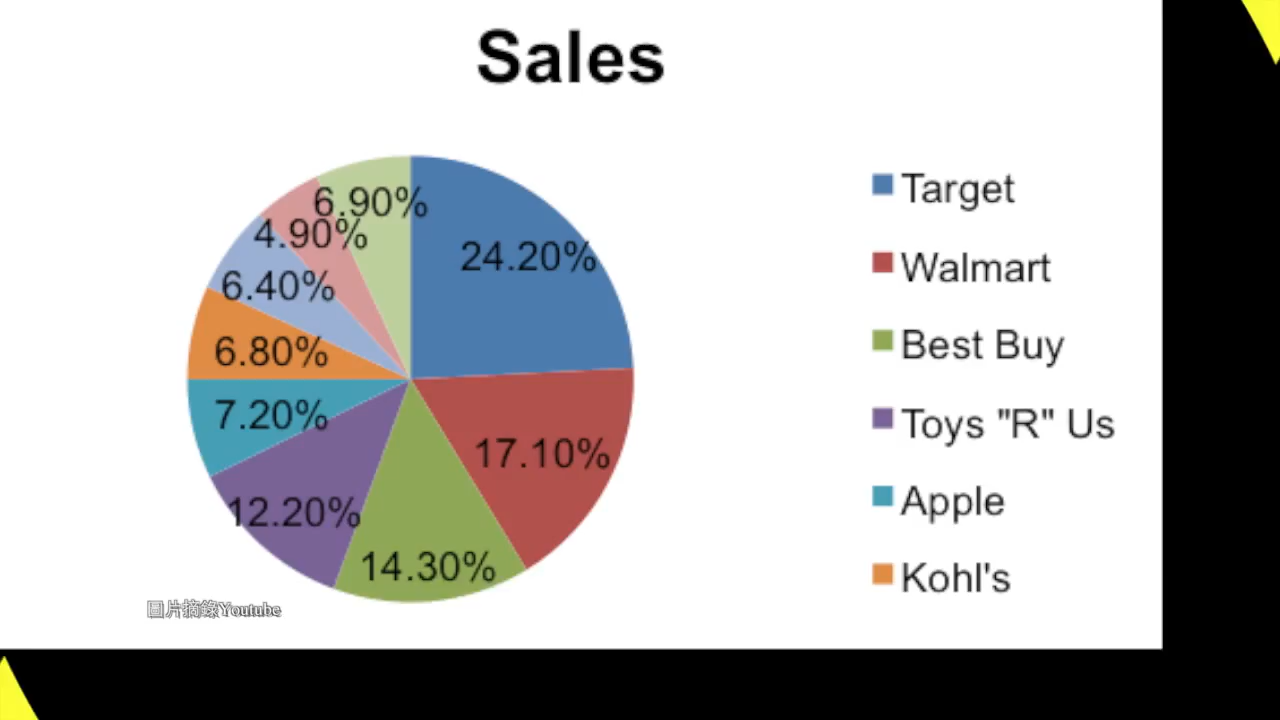 Sales
6.90%
24.20%
4.90%
6.40%
6.80%
7.20%
17.10%
12.20%
14.30%
Target
Walmart
Best Buy
Toys "R" Us
Apple
Kohl's
圖片摘錄Youtube